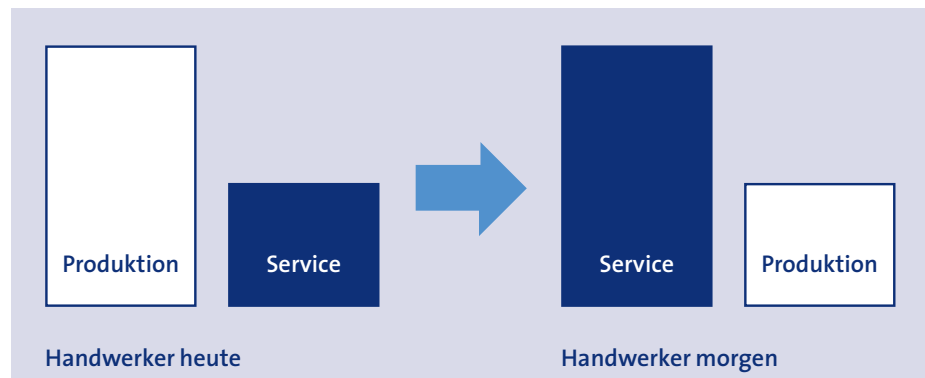 Produktion
Service
Service
Produktion
Handwerker heute
Handwerker morgen